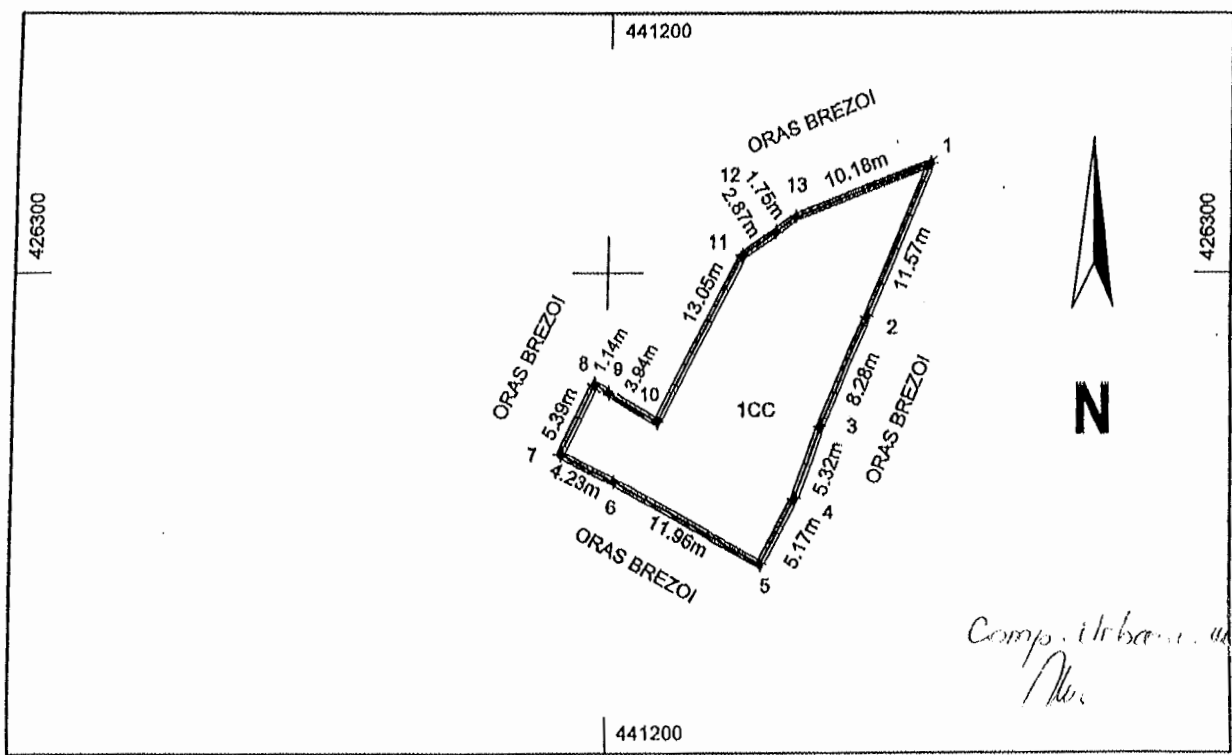 441200
ORAS BREZOI
1
12 1.75m 13 10.18m
2.87m
11
426300
426300
13.05m
11.57m
2
ORAS BREZOI
8 1.14m
9 3.94m 10
8.28m
ORAS BREZOI
1CC
3
N
5.39m
7
4.23m
6
5.32m
4
11.96m
5.17m
ORAS BREZOI
5
Comp.
441200